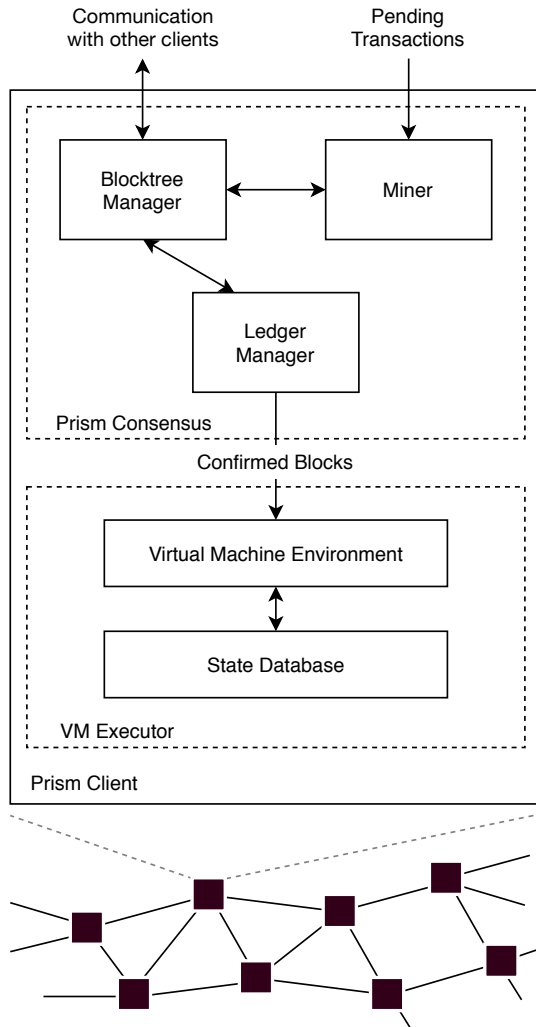 Communication
with other clients
Pending
Transactions
Blocktree
Manager
Miner
Ledger
Manager
Prism Consensus
Confirmed Blocks
Virtual Machine Environment
State Database
VM Executor
Prism Client